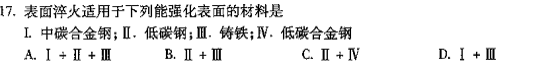 17. 表面淬火适用于下列能强化表面的材料是
Ⅰ. 中碳合金钢;Ⅱ. 低碳钢;Ⅲ. 铸铁;Ⅳ. 低碳合金钢
A. Ⅰ+Ⅱ+Ⅲ B. Ⅱ+Ⅲ C. Ⅱ+Ⅳ D. Ⅰ+Ⅲ